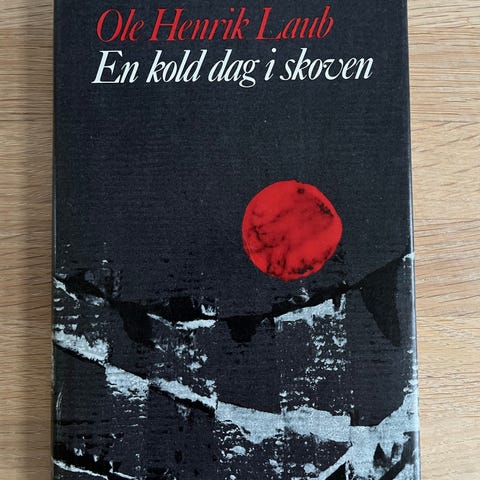 Ole Henrik Laub
En kold dag i skoven